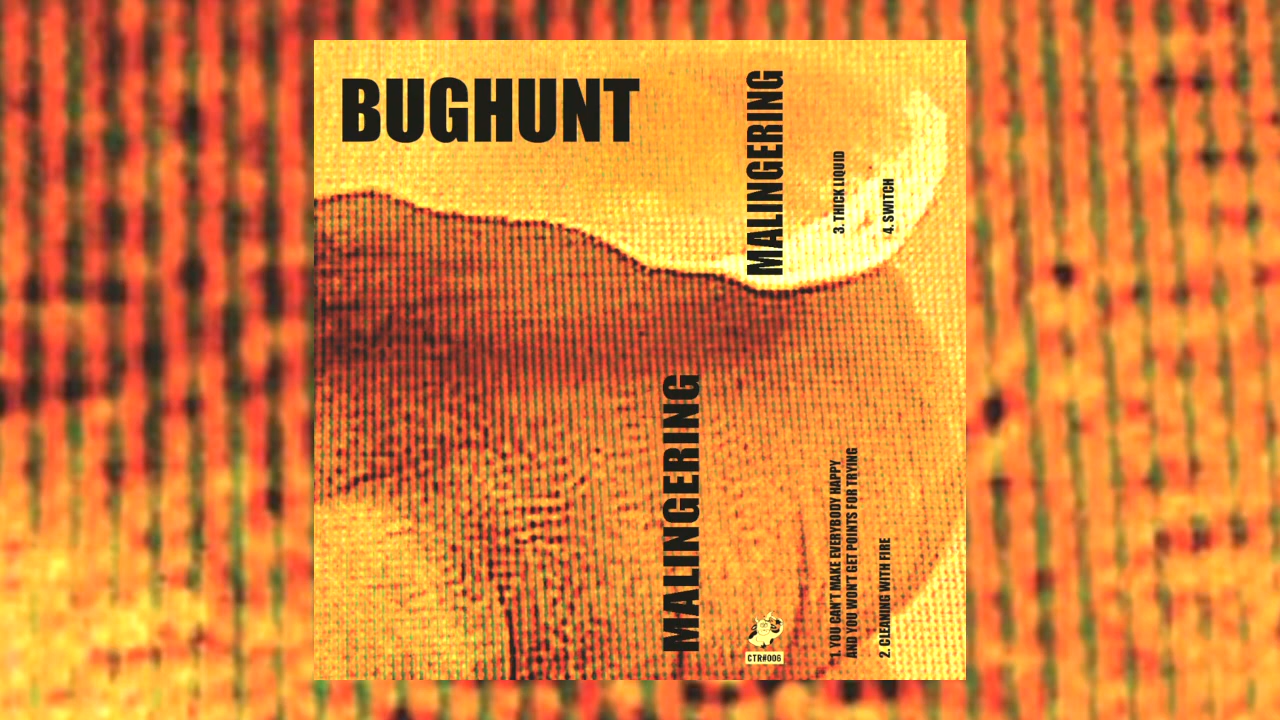 BUGHUNT
MALINGERING
3. THICK LIQUID
4. SWITCH
MALINGERING
1. YOU CAN'T MAKE EVERYBODY HAPPY
AND YOU WON'T GET POINTS FOR TRYING
2. CLEANING WITH FIRE
CTR#006